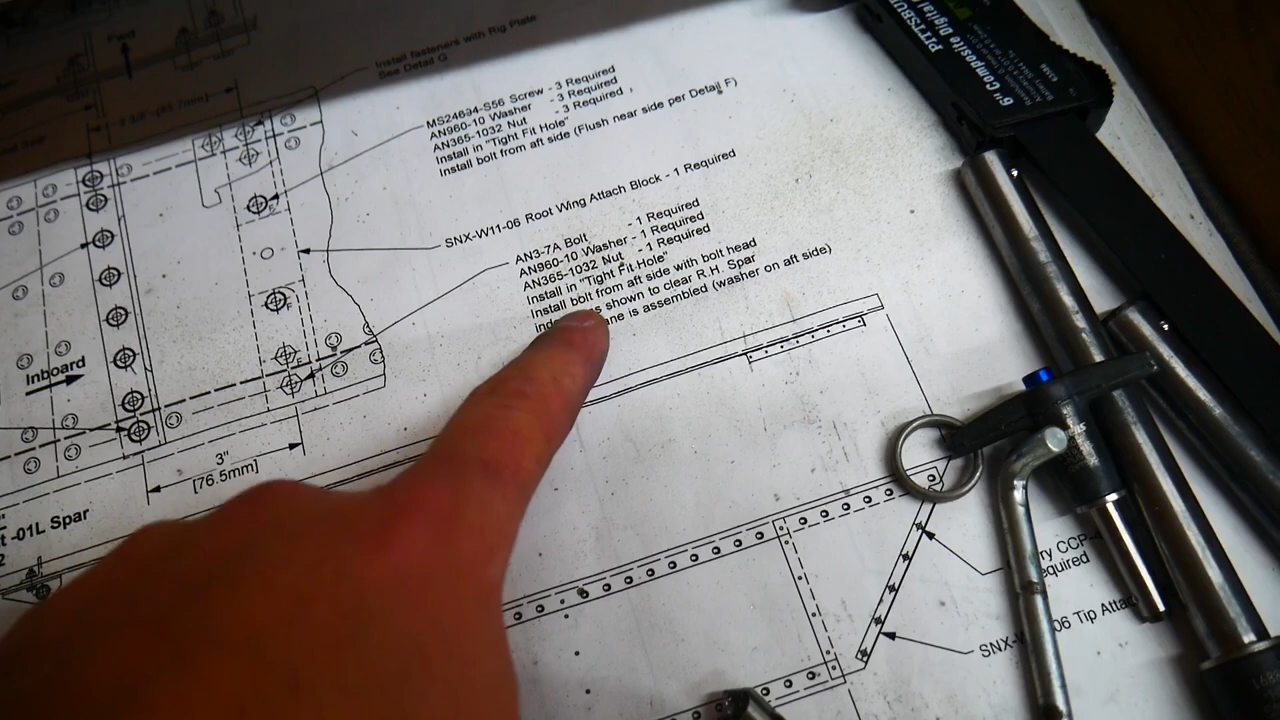 Fwd
Install fasteners with Rig Plate
See Detail G
MS24694-S56 Screw - 3 Required
AN960-10 Washer - 3 Required
AN365-1032 Nut - 3 Required
Install in "Tight Fit Hole"
Install bolt from aft side (Flush near side per Detail F)
SNX-W11-06 Root Wing Attach Block - 1 Required
AN3-7A Bolt - 1 Required
AN960-10 Washer - 1 Required
AN365-1032 Nut - 1 Required
Install in "Tight Fit Hole"
Install bolt from aft side with bolt head
shown to clear R.H. Spar
is assembled (washer on aft side)
Inboard
3"
[76.5mm]
-01L Spar
06 Tip
PITTSBU
6" Composite Digital